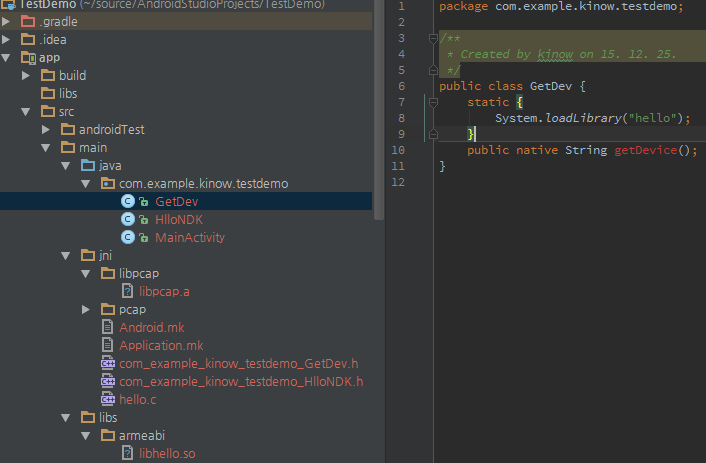 TestDemo (~/source/AndroidStudioProjects/TestDemo)
.gradle
.idea
app
build
libs
src
androidTest
main
java
com.example.kinow.testdemo
GetDev
HlloNDK
MainActivity
jni
libpcap
libpcap.a
pcap
Android.mk
Application.mk
com_example_kinow_testdemo_GetDev.h
com_example_kinow_testdemo_HlloNDK.h
hello.c
libs
armeabi
libhello.so
1 package com.example.kinow.testdemo;
2
3 /**
4 * Created by kinow on 15. 12. 25.
5 */
6 public class GetDev {
7 static {
8 System.loadLibrary("hello");
9 }
10 public native String getDevice();
11 }
12